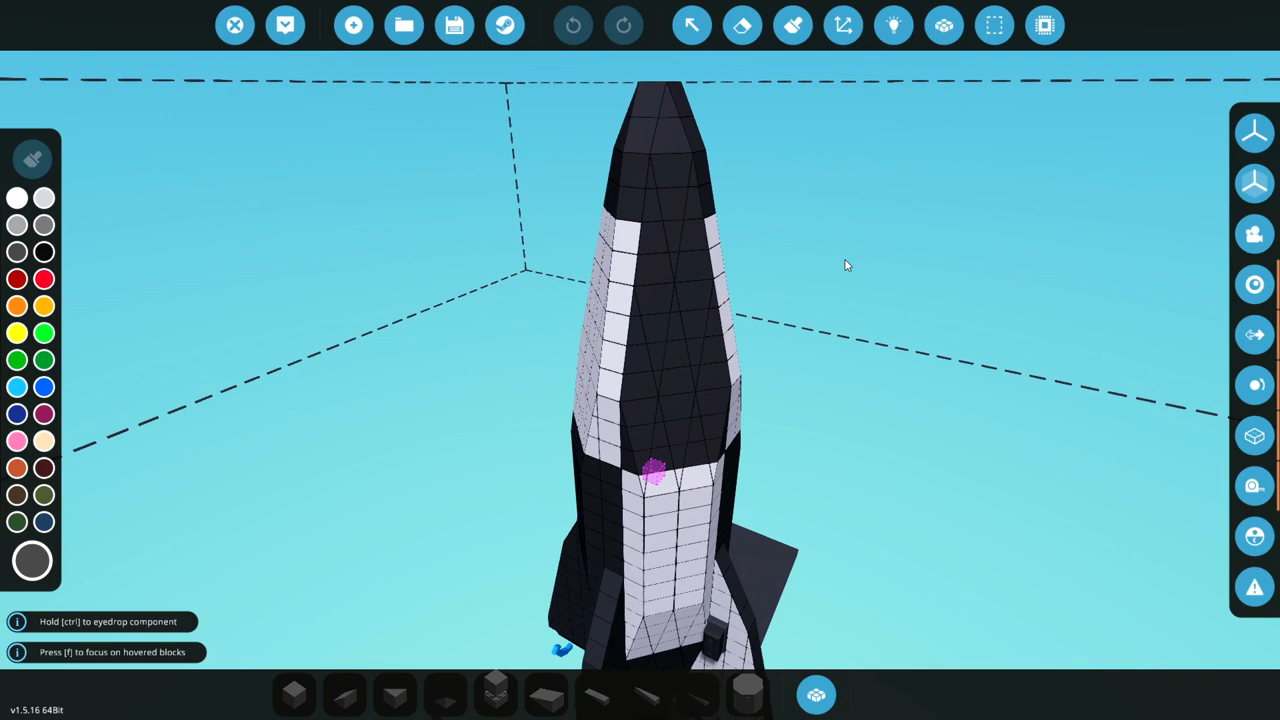 Hold [ctrl] to eyedrop component
Press [f] to focus on hovered blocks
v1.5.16 64Bit